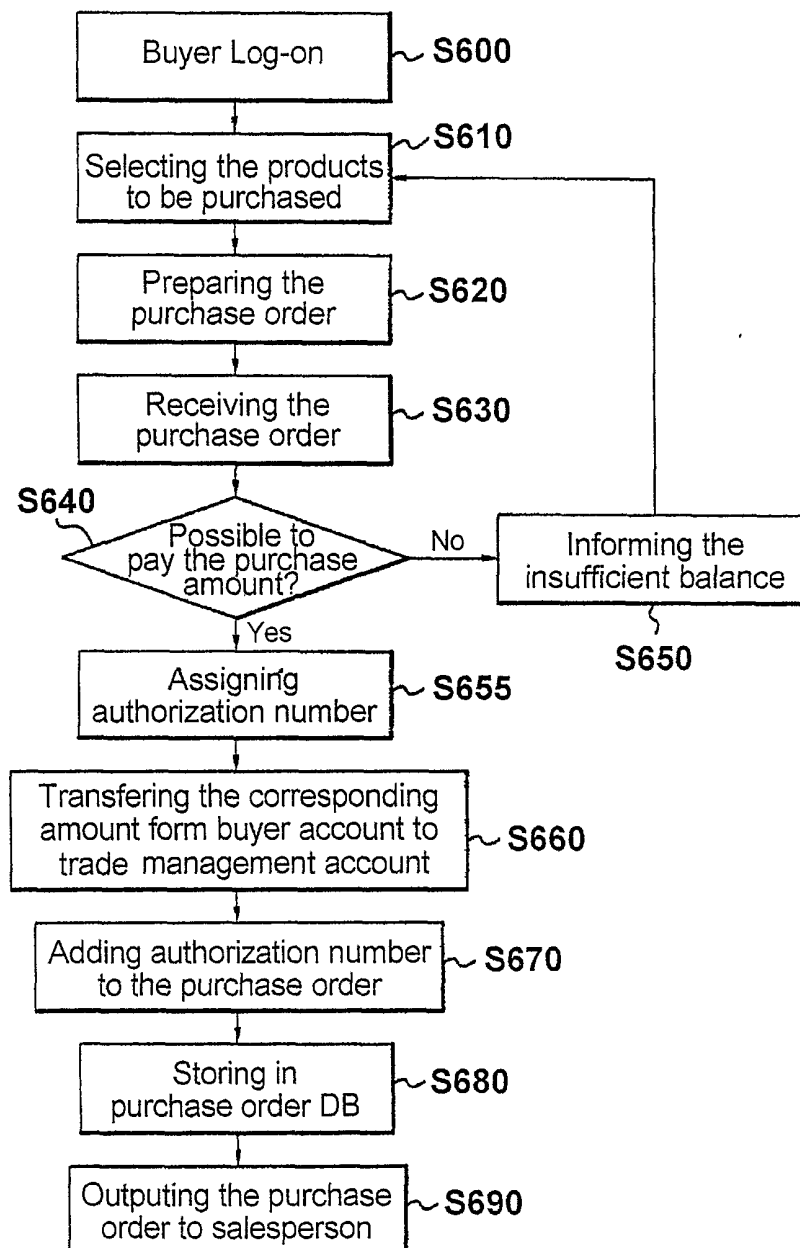 Buyer Log-on
S600
S610
Selecting the products
to be purchased
Preparing the
purchase order
S620
Receiving the
purchase order
S630
S640
Possible to
pay the purchase
amount?
No
Informing the
insufficient balance
S650
Yes
Assigning
authorization number
S655
Transfering the corresponding
amount form buyer account to
trade management account
S660
Adding authorization number
to the purchase order
S670
Storing in
purchase order DB
S680
Outputing the purchase
order to salesperson
S690